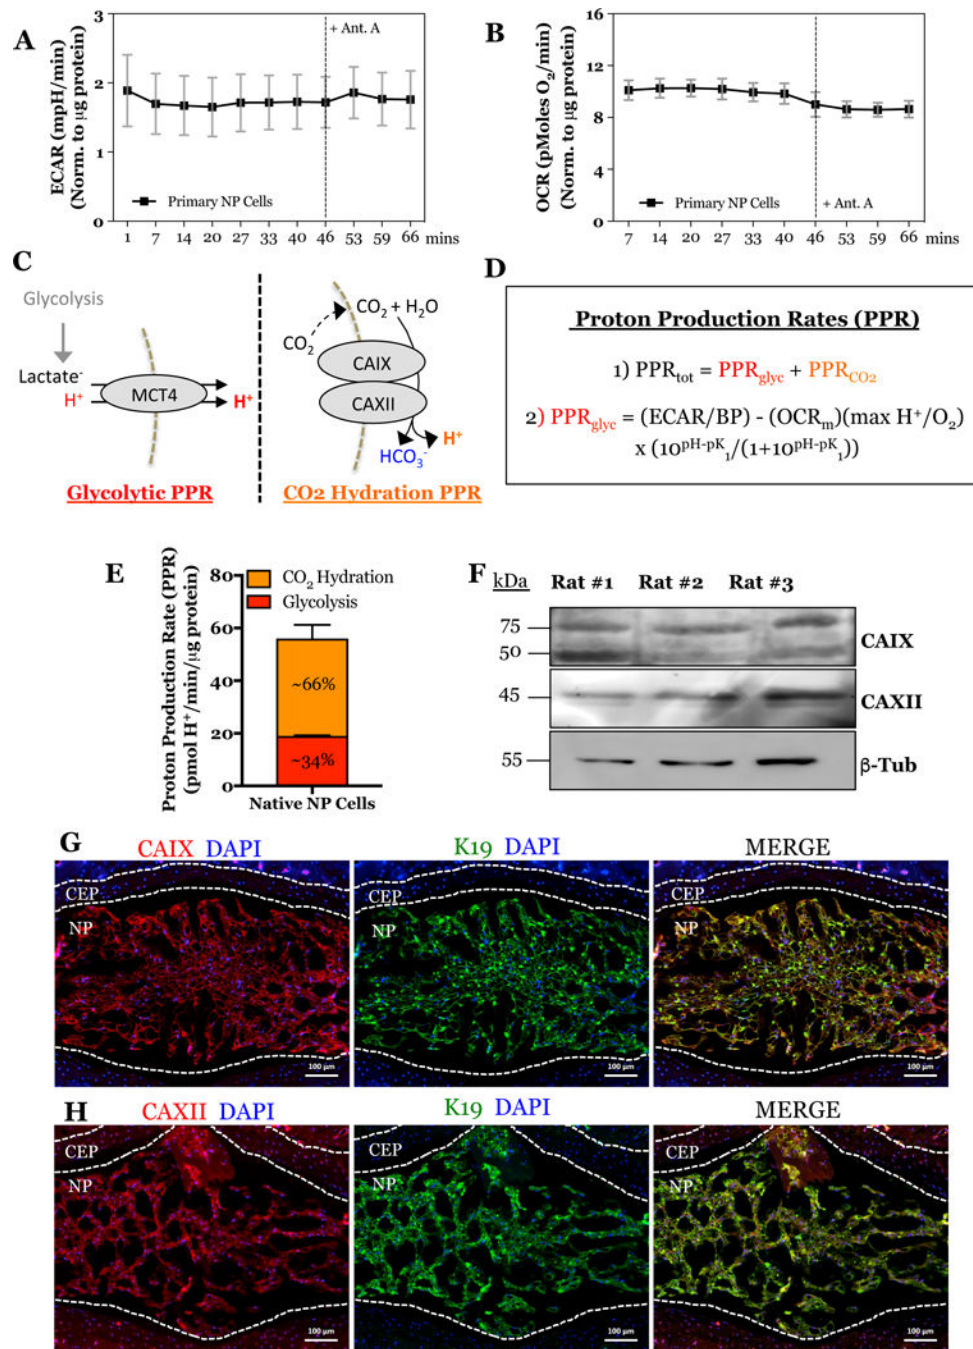 A
ECAR (mpH/min)
(Norm. to µg protein)
3
2
1
0
+ Ant. A
Primary NP Cells
1 7 14 20 27 33 40 46 53 59 66 mins
B
OCR (pMoles O2/min)
(Norm. to µg protein)
16
12
8
4
0
Primary NP Cells
+ Ant. A
7 14 20 27 33 40 46 53 59 66 mins
C
Glycolysis
Lactate-
H+
MCT4
H+
Glycolytic PPR
CO2
CO2 + H2O
CAIX
CAXII
H+
HCO3-
CO2 Hydration PPR
D
Proton Production Rates (PPR)
1) PPRtot = PPRglyc + PPRCO2
2) PPRglyc = (ECAR/BP) - (OCRm)(max H+/O2)
x (10^pH-pK1/(1+10^pH-pK1))
E
Proton Production Rate (PPR)
(pmol H+/min/µg protein)
80
60
40
20
0
CO2 Hydration
Glycolysis
~66%
~34%
Native NP Cells
F
kDa Rat #1 Rat #2 Rat #3
75
50
CAIX
45
CAXII
55
β-Tub
G
CAIX DAPI
K19 DAPI
MERGE
CEP
NP
100 µm
CEP
NP
100 µm
CEP
NP
100 µm
H
CAXII DAPI
K19 DAPI
MERGE
CEP
NP
100 µm
CEP
NP
100 µm
CEP
NP
100 µm